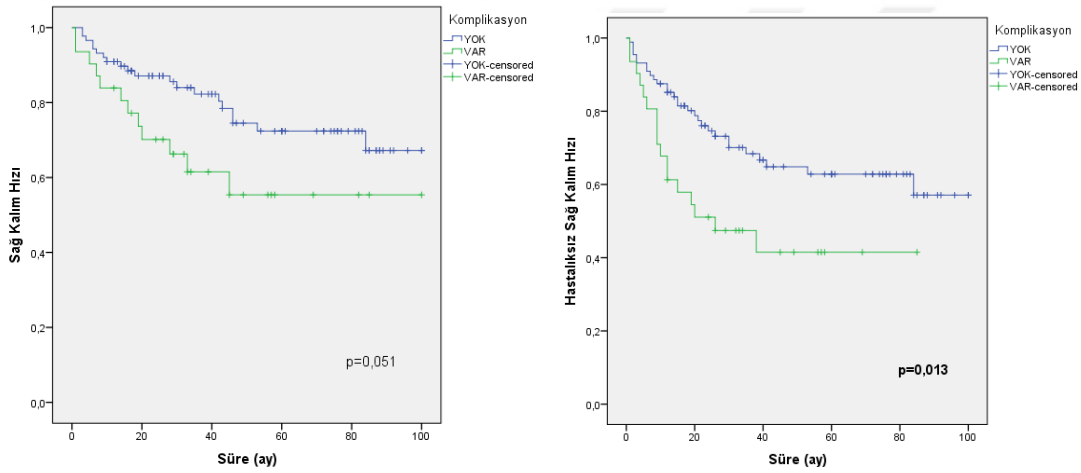 Komplikasyon
YOK
VAR
YOK-censored
VAR-censored
Sağ Kalım Hızı
1,0
0,8
0,6
0,4
0,2
0,0
p=0,051
0 20 40 60 80 100
Süre (ay)
Komplikasyon
YOK
VAR
YOK-censored
VAR-censored
Hastalıksız Sağ Kalım Hızı
1,0
0,8
0,6
0,4
0,2
0,0
p=0,013
0 20 40 60 80 100
Süre (ay)